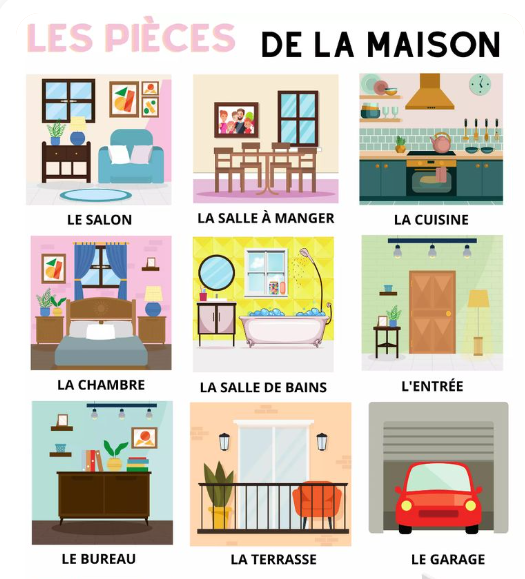 LES PIÈCES DE LA MAISON
LE SALON
LA SALLE À MANGER
LA CUISINE
LA CHAMBRE
LA SALLE DE BAINS
L'ENTRÉE
LE BUREAU
LA TERRASSE
LE GARAGE